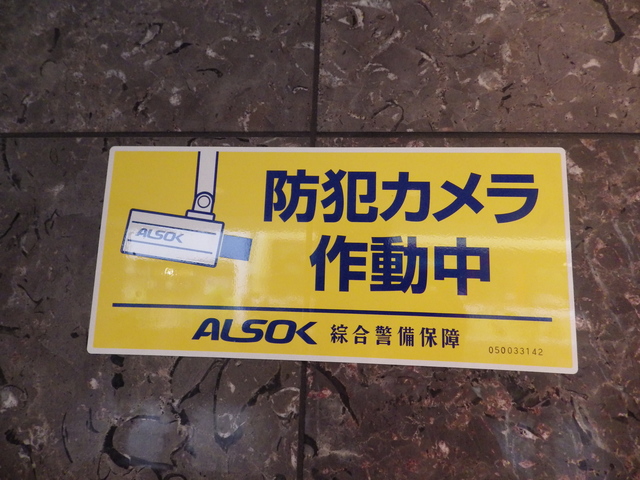 防犯カメラ
作動中
ALSOK
ALSOK 綜合警備保障
050033142